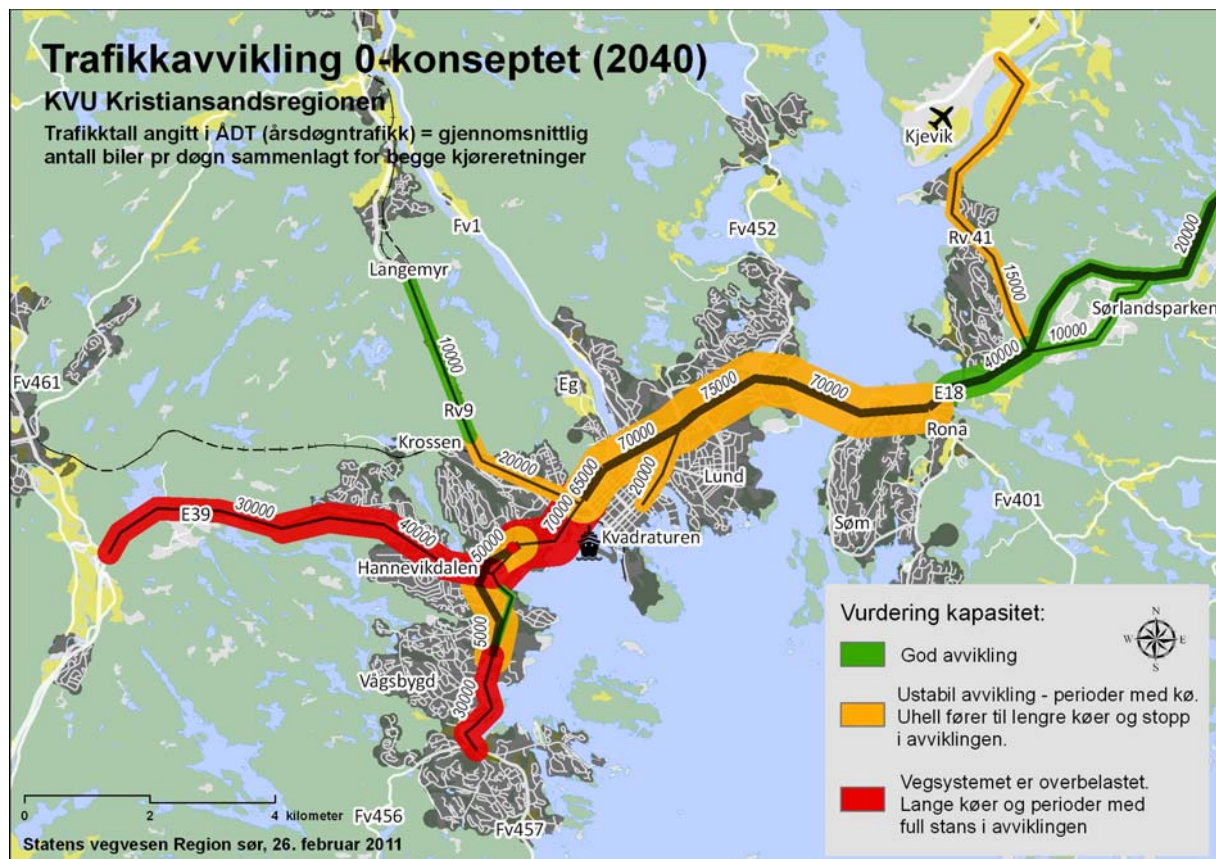 Trafikkavvikling 0-konseptet (2040)
KVU Kristiansandsregionen
Trafikktall angitt i ÅDT (årsdøgntrafikk) = gjennomsnittlig
antall biler pr døgn sammenlagt for begge kjøreretninger
Kjevik
Fv1
Fv452
Rv 41
20000
Langemyr
15000
Sørlandsparken
10000
10000
40000
Fv461
Eg
75000
70000
E18
Rv9
Rona
Krossen
70000
20000
65000
20000
Lund
Fv401
30000
E39
40000
50000
70000
Søm
Kvadraturen
Hannevikdalen
5000
Vågsbygd
30000
Fv456
Fv457
Vurdering kapasitet:
N
W
E
S
God avvikling
Ustabil avvikling - perioder med kø.
Uhell fører til lengre køer og stopp
i avviklingen.
Vegsystemet er overbelastet.
Lange køer og perioder med
full stans i avviklingen
0 2 4 kilometer
Statens vegvesen Region sør, 26. februar 2011